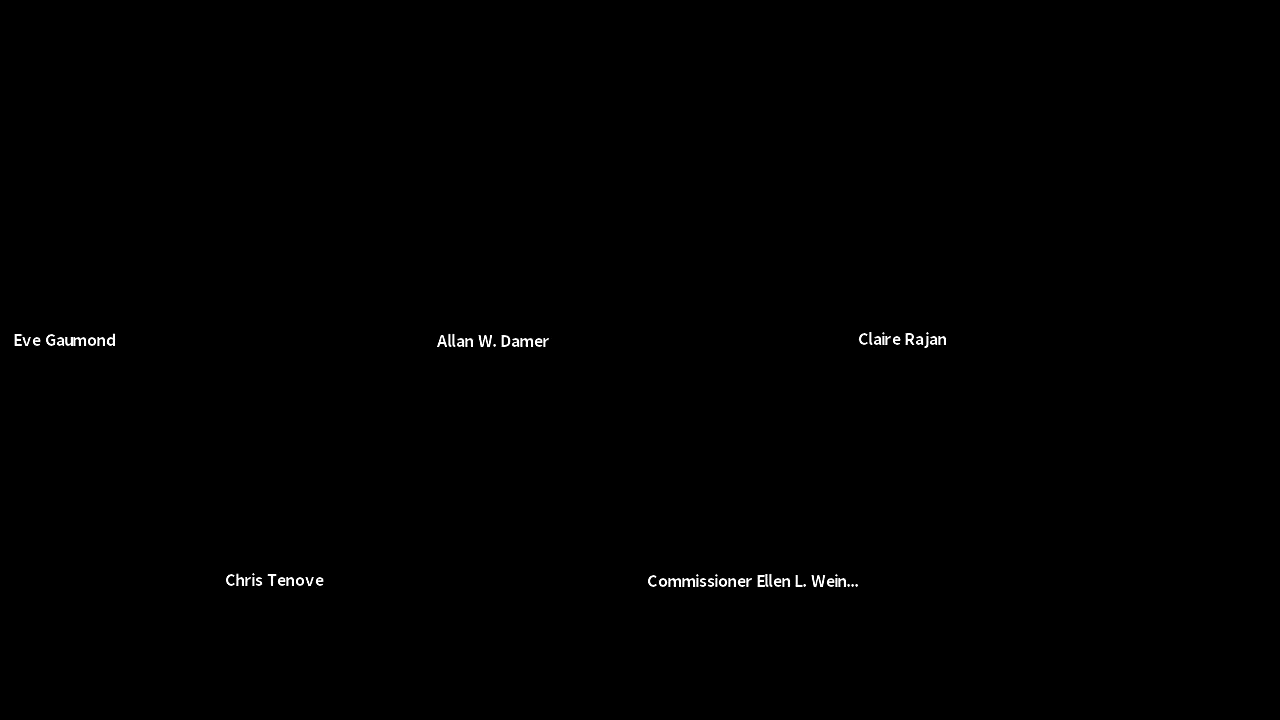 Eve Gaumond
Allan W. Damer
Claire Rajan
Chris Tenove
Commissioner Ellen L. Wein...